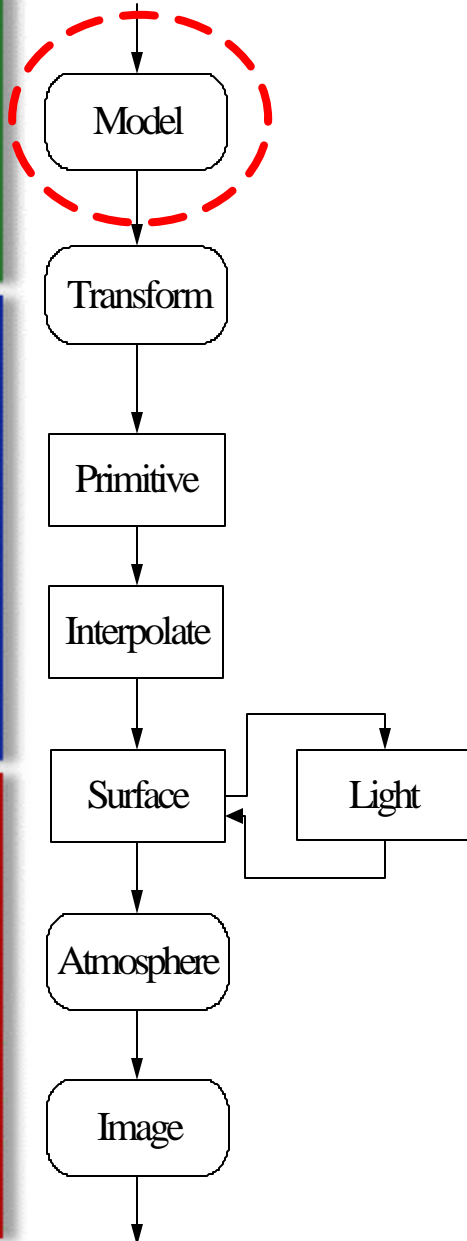 Model
Transform
Primitive
Interpolate
Surface
Light
Atmosphere
Image